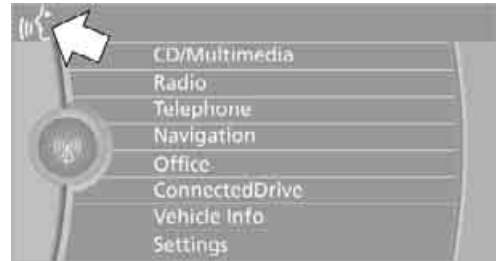 CD/Multimedia
Radio
Telephone
Navigation
Office
ConnectedDrive
Vehicle Info
Settings